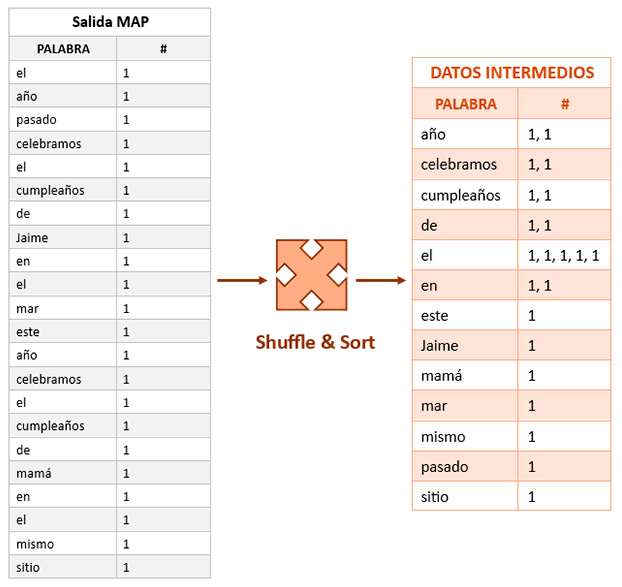 Salida MAP
PALABRA #
el 1
año 1
pasado 1
celebramos 1
el 1
cumpleaños 1
de 1
Jaime 1
en 1
el 1
mar 1
este 1
año 1
celebramos 1
el 1
cumpleaños 1
de 1
mamá 1
en 1
el 1
mismo 1
sitio 1
Shuffle & Sort
DATOS INTERMEDIOS
PALABRA #
año 1, 1
celebramos 1, 1
cumpleaños 1, 1
de 1, 1
el 1, 1, 1, 1, 1
en 1, 1
este 1
Jaime 1
mamá 1
mar 1
mismo 1
pasado 1
sitio 1